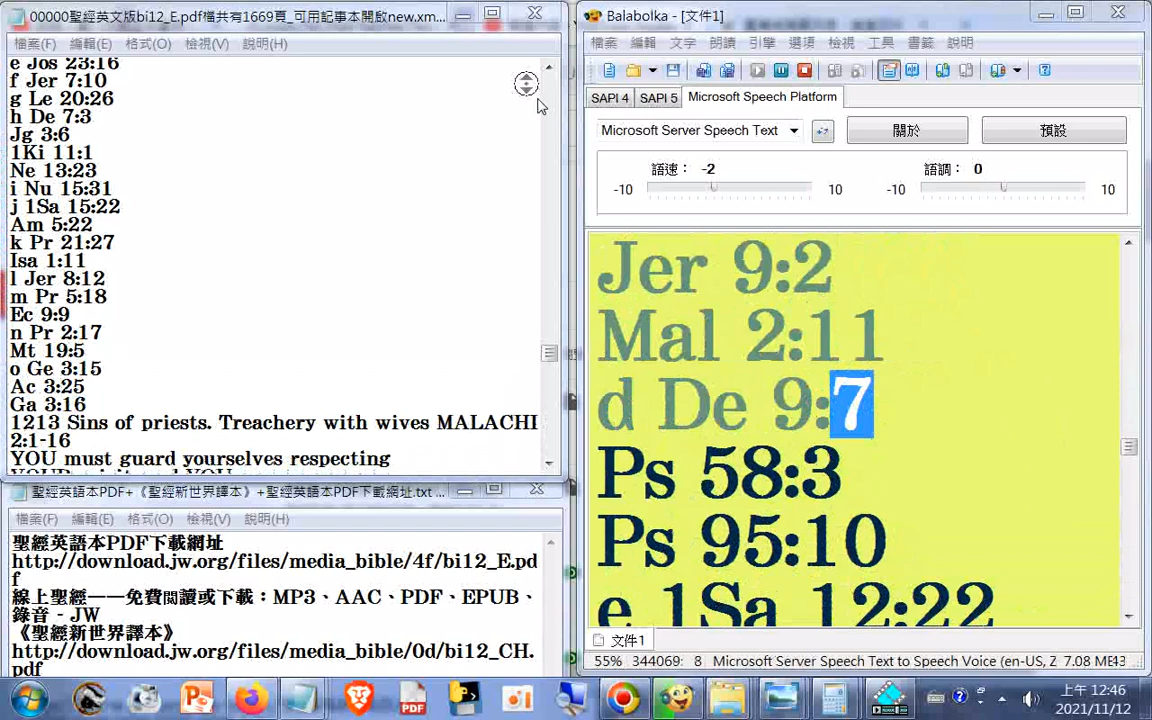 00000聖經英文版bi12_E.pdf檔共有1669頁_可用記事本開啟new.xm...
檔案(F) 編輯(E) 格式(O) 檢視(V) 說明(H)
e Jos 23:16
f Jer 7:10
g Le 20:26
h De 7:3
Jg 3:6
1Ki 11:1
Ne 13:23
i Nu 15:31
j 1Sa 15:22
Am 5:22
k Pr 21:27
Isa 1:11
l Jer 8:12
m Pr 5:18
Ec 9:9
n Pr 2:17
Mt 19:5
o Ge 3:15
Ac 3:25
Ga 3:16
1213 Sins of priests. Treachery with wives MALACHI
2:1-16
YOU must guard yourselves respecting
聖經英語本PDF+《聖經新世界譯本》+聖經英語本PDF下載網址.txt ...
檔案(F) 編輯(E) 格式(O) 檢視(V) 說明(H)
聖經英語本PDF下載網址
http://download.jw.org/files/media_bible/4f/bi12_E.pd
f
線上聖經——免費閱讀或下載：MP3、AAC、PDF、EPUB、
錄音 - JW
《聖經新世界譯本》
http://download.jw.org/files/media_bible/0d/bi12_CH.
pdf
Balabolka - [文件1]
檔案 編輯 文字 朗讀 引擎 選項 檢視 工具 書籤 說明
SAPI 4 SAPI 5 Microsoft Speech Platform
Microsoft Server Speech Text 關於 預設
語速： -2 語調： 0
-10 10 -10 10
Jer 9:2
Mal 2:11
d De 9:7
Ps 58:3
Ps 95:10
e 1Sa 12:22
文件1
55% 344069: 8 Microsoft Server Speech Text to Speech Voice (en-US, Z 7.08 ME43
PDF
上午 12:46
2021/11/12